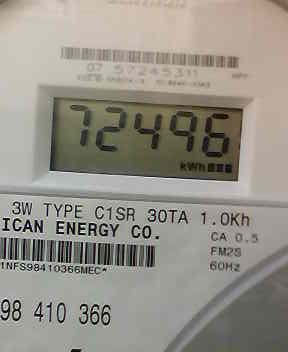 07 57245311
72496
kWh
3W TYPE C1SR 30TA 1.0Kh
ICAN ENERGY CO.
CA 0.5
FM2S
60Hz
1NFS98410366MEC*
98 410 366